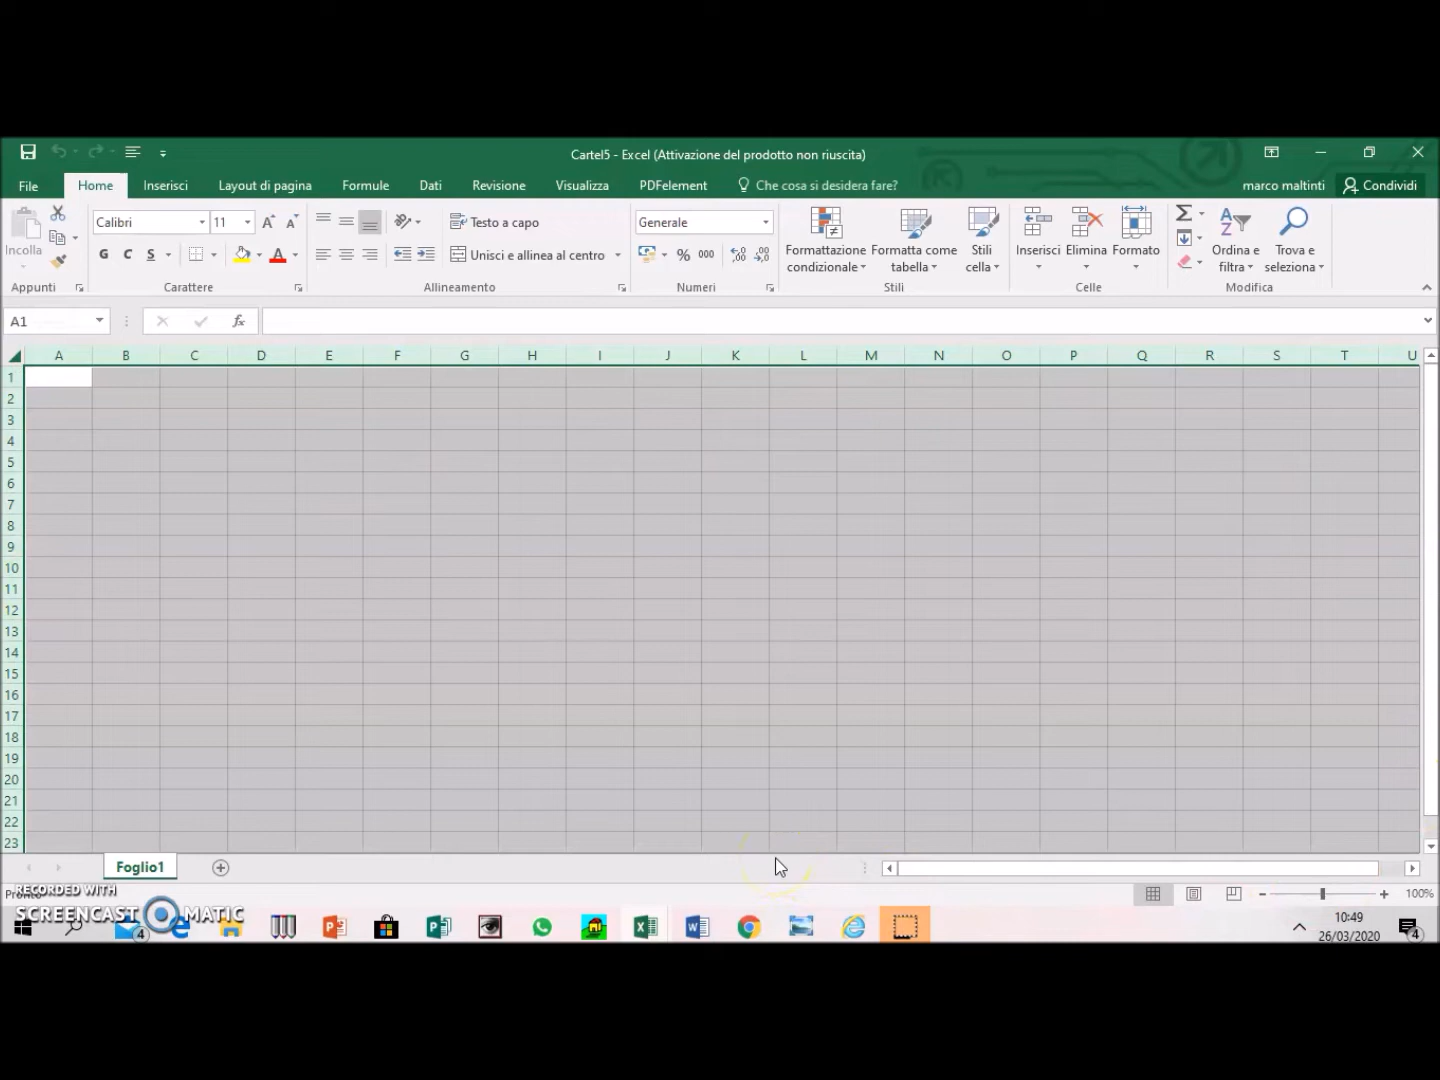 Cartel5 - Excel (Attivazione del prodotto non riuscita)
File Home Inserisci Layout di pagina Formule Dati Revisione Visualizza PDFelement Che cosa si desidera fare? marco maltinti Condividi
Calibri 11 Testo a capo Generale
Incolla G C S Unisci e allinea al centro % 000 Formattazione condizionale Formatta come tabella Stili cella Inserisci Elimina Formato Ordina e filtra Trova e seleziona
Appunti Carattere Allineamento Numeri Stili Celle Modifica
A1 fx
A B C D E F G H I J K L M N O P Q R S T U
1
2
3
4
5
6
7
8
9
10
11
12
13
14
15
16
17
18
19
20
21
22
23
Foglio1
Pronto 100%
RECORDED WITH
SCREENCAST MATIC
4 10:49
26/03/2020 4